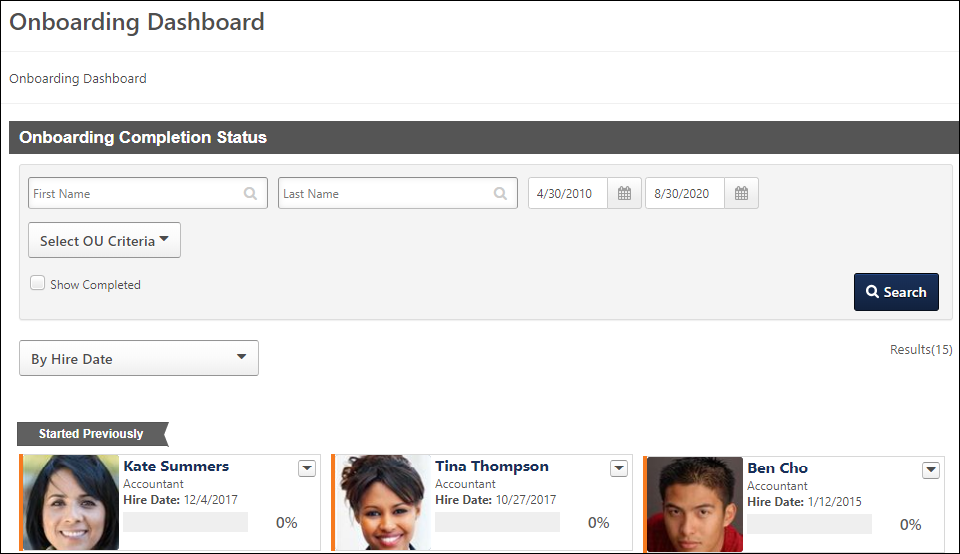 Onboarding Dashboard
Onboarding Dashboard
Onboarding Completion Status
First Name Last Name 4/30/2010 8/30/2020
Select OU Criteria
Show Completed
Search
By Hire Date
Results(15)
Started Previously
Kate Summers
Accountant
Hire Date: 12/4/2017
0%
Tina Thompson
Accountant
Hire Date: 10/27/2017
0%
Ben Cho
Accountant
Hire Date: 1/12/2015
0%